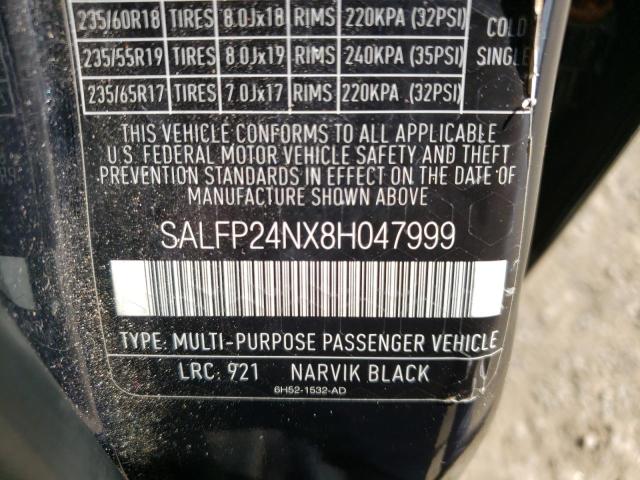 235/60R18 TIRES 8.0Jx18 RIMS 220KPA (32PSI) COLD
235/55R19 TIRES 8.0Jx19 RIMS 240KPA (35PSI) SINGLE
235/65R17 TIRES 7.0Jx17 RIMS 220KPA (32PSI)
THIS VEHICLE CONFORMS TO ALL APPLICABLE
U.S. FEDERAL MOTOR VEHICLE SAFETY AND THEFT
PREVENTION STANDARDS IN EFFECT ON THE DATE OF
MANUFACTURE SHOWN ABOVE
SALFP24NX8H047999
TYPE: MULTI-PURPOSE PASSENGER VEHICLE
LRC: 921 NARVIK BLACK
6H52-1532-AD